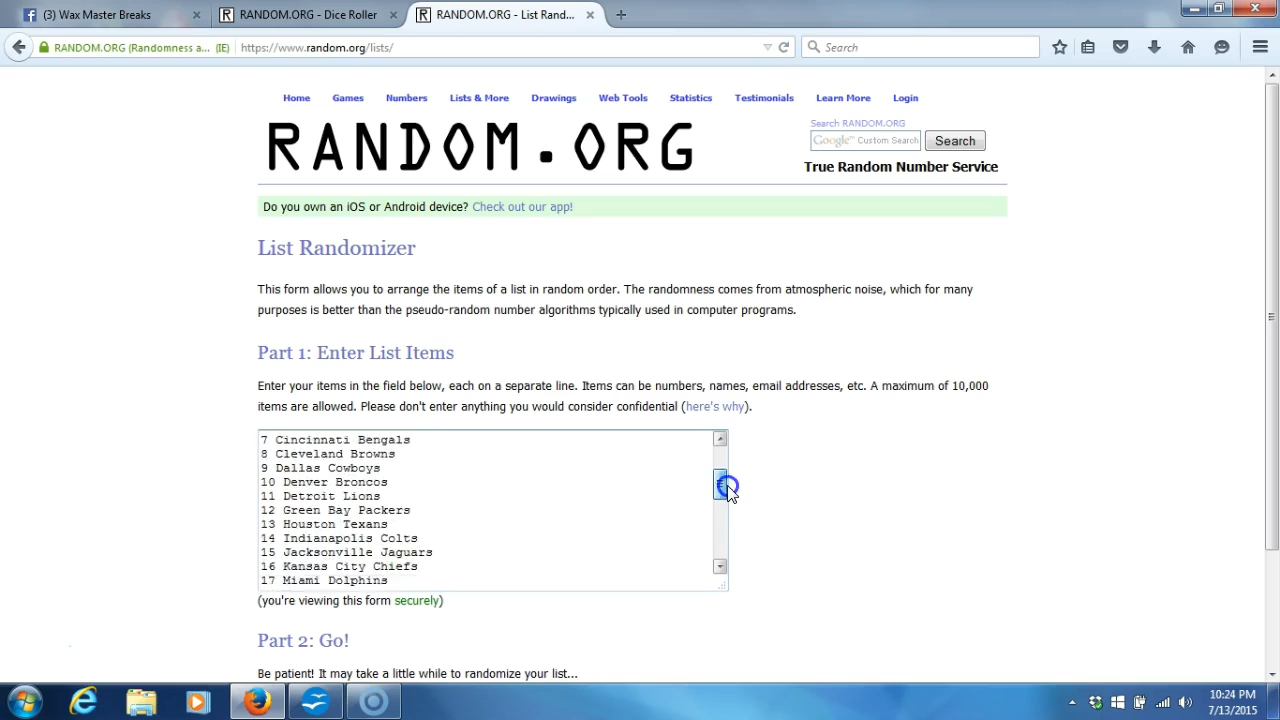 (3) Wax Master Breaks
RANDOM.ORG - Dice Roller
RANDOM.ORG - List Rand...
RANDOM.ORG (Randomness a... (IE)
https://www.random.org/lists/
Search
Home Games Numbers Lists & More Drawings Web Tools Statistics Testimonials Learn More Login
Search RANDOM.ORG
RANDOM.ORG
Google™ Custom Search
Search
True Random Number Service
Do you own an iOS or Android device? Check out our app!
List Randomizer
This form allows you to arrange the items of a list in random order. The randomness comes from atmospheric noise, which for many
purposes is better than the pseudo-random number algorithms typically used in computer programs.
Part 1: Enter List Items
Enter your items in the field below, each on a separate line. Items can be numbers, names, email addresses, etc. A maximum of 10,000
items are allowed. Please don't enter anything you would consider confidential (here's why).
7 Cincinnati Bengals
8 Cleveland Browns
9 Dallas Cowboys
10 Denver Broncos
11 Detroit Lions
12 Green Bay Packers
13 Houston Texans
14 Indianapolis Colts
15 Jacksonville Jaguars
16 Kansas City Chiefs
17 Miami Dolphins
(you're viewing this form securely)
Part 2: Go!
Be patient! It may take a little while to randomize your list...
10:24 PM
7/13/2015